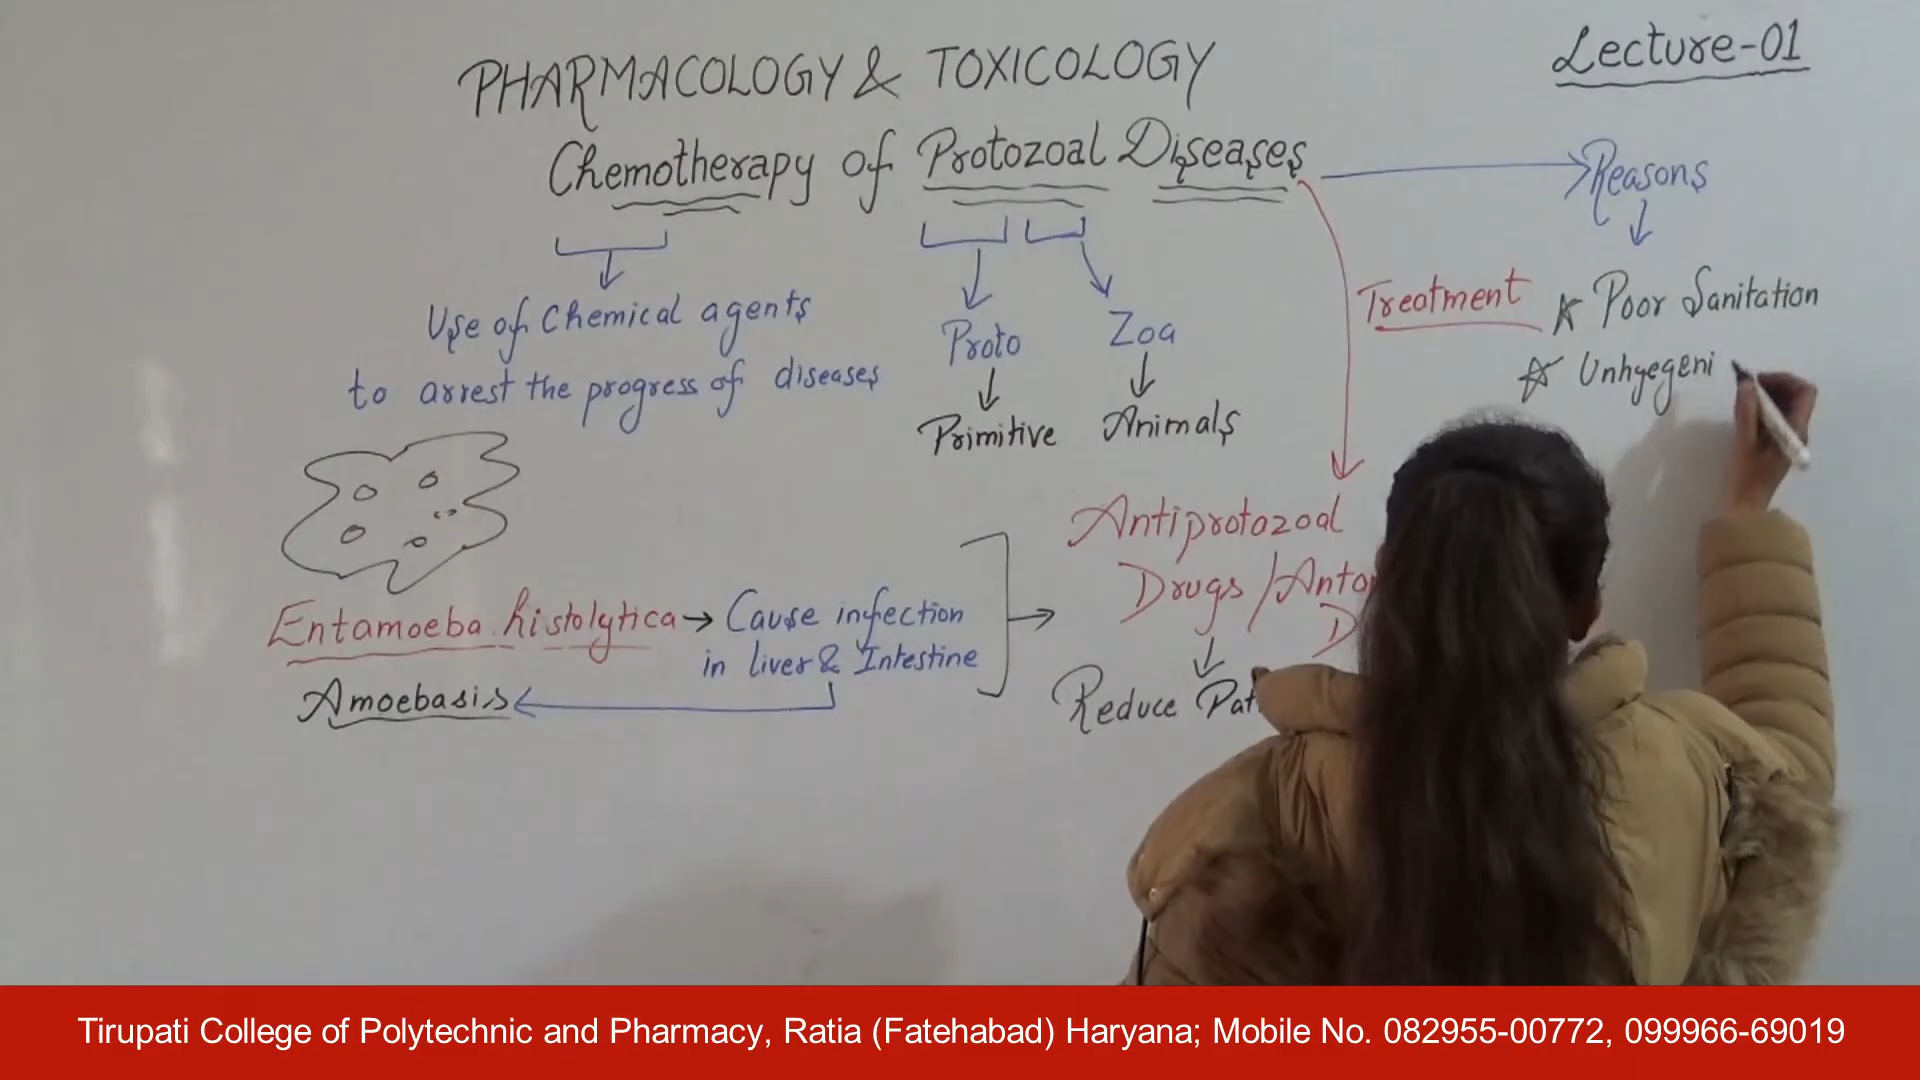 PHARMACOLOGY & TOXICOLOGY
Lecture-01
Chemotherapy of Protozoal Diseases
Reasons
Use of Chemical agents
to arrest the progress of diseases
Proto
Zoa
Primitive
Animals
Treatment
Poor Sanitation
Unhyegeni
Antiprotozoal
Drugs /
Reduce
Entamoeba histolytica → Cause infection
in liver & Intestine
Amoebasis
Tirupati College of Polytechnic and Pharmacy, Ratia (Fatehabad) Haryana; Mobile No. 082955-00772, 099966-69019